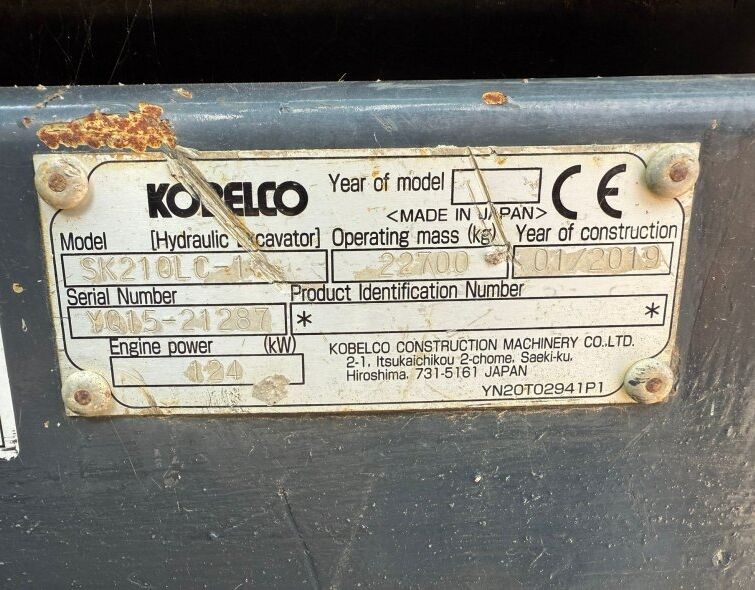 KOBELCO
Year of model
<MADE IN JAPAN>
CE
Model [Hydraulic Excavator] Operating mass (kg) Year of construction
22700 01/2019
Serial Number Product Identification Number
YQ15-21287 * *
Engine power (kW)
124
KOBELCO CONSTRUCTION MACHINERY CO.,LTD.
2-1, Itsukaichikou 2-chome, Saeki-ku,
Hiroshima, 731-5161 JAPAN
YN20T02941P1